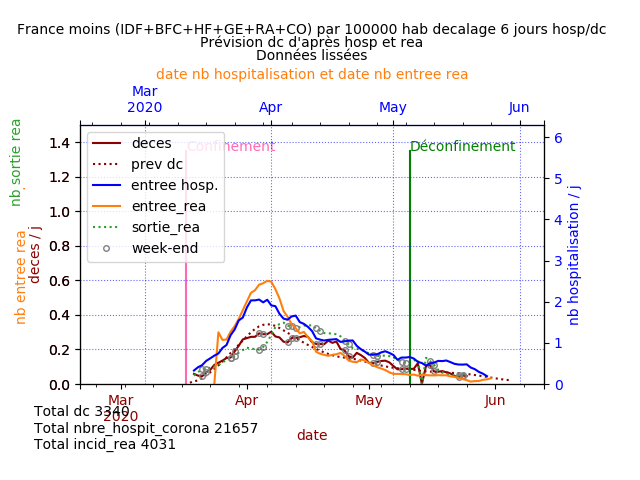 France moins (IDF+BFC+HF+GE+RA+CO) par 100000 hab decalage 6 jours hosp/dc
Prévision dc d'après hosp et rea
Données lissées
date nb hospitalisation et date nb entree rea
Mar
2020
Apr
May
Jun
Confinement
Déconfinement
deces
prev dc
entree hosp.
entree_rea
sortie_rea
week-end
nb sortie rea
nb entree rea
deces / j
1.4
1.2
1.0
0.8
0.6
0.4
0.2
0.0
6
5
4
3
2
1
0
nb hospitalisation / j
Mar
2020
Apr
May
Jun
date
Total dc 3340
Total nbre_hospit_corona 21657
Total incid_rea 4031